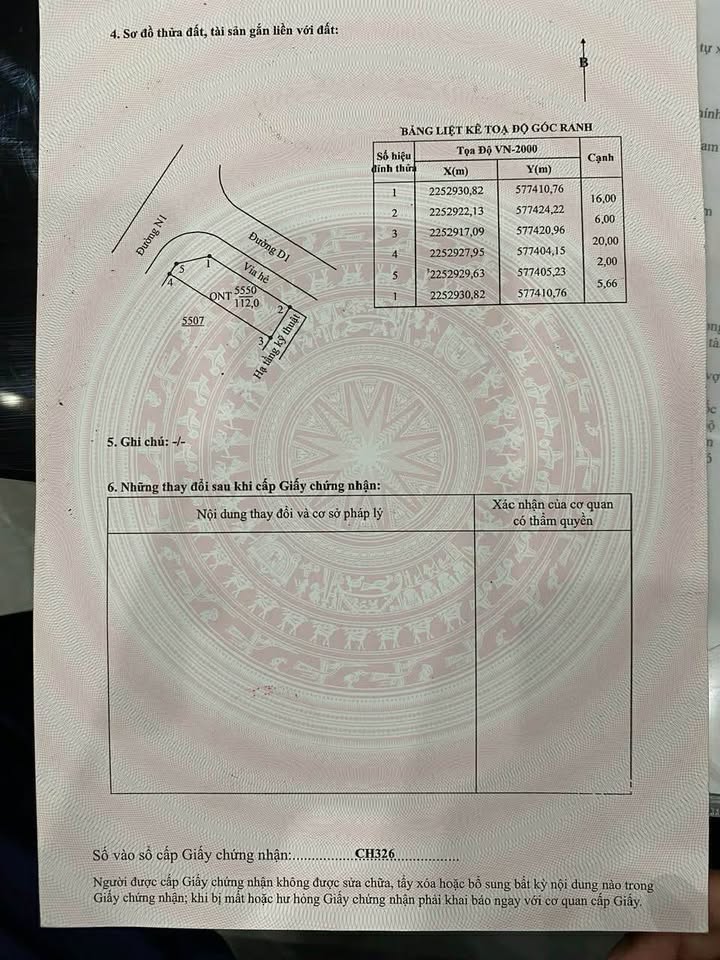 4. Sơ đồ thửa đất, tài sản gắn liền với đất:
B
BẢNG LIỆT KÊ TOẠ ĐỘ GÓC RANH
Số hiệu đỉnh thửa Tọa Độ VN-2000 Cạnh
X(m) Y(m)
1 2252930,82 577410,76
16,00
2 2252922,13 577424,22
6,00
3 2252917,09 577420,96
20,00
4 2252927,95 577404,15
2,00
5 2252929,63 577405,23
5,66
1 2252930,82 577410,76
Đường N1
Đường D1
Vỉa hè
1
5
4
ONT 5550
112,0
2
5507
3
Hạ tầng kỹ thuật
5. Ghi chú: -/-
6. Những thay đổi sau khi cấp Giấy chứng nhận:
Nội dung thay đổi và cơ sở pháp lý
Xác nhận của cơ quan
có thẩm quyền
Số vào sổ cấp Giấy chứng nhận:................CH326................
Người được cấp Giấy chứng nhận không được sửa chữa, tẩy xóa hoặc bổ sung bất kỳ nội dung nào trong
Giấy chứng nhận; khi bị mất hoặc hư hỏng Giấy chứng nhận phải khai báo ngay với cơ quan cấp Giấy.